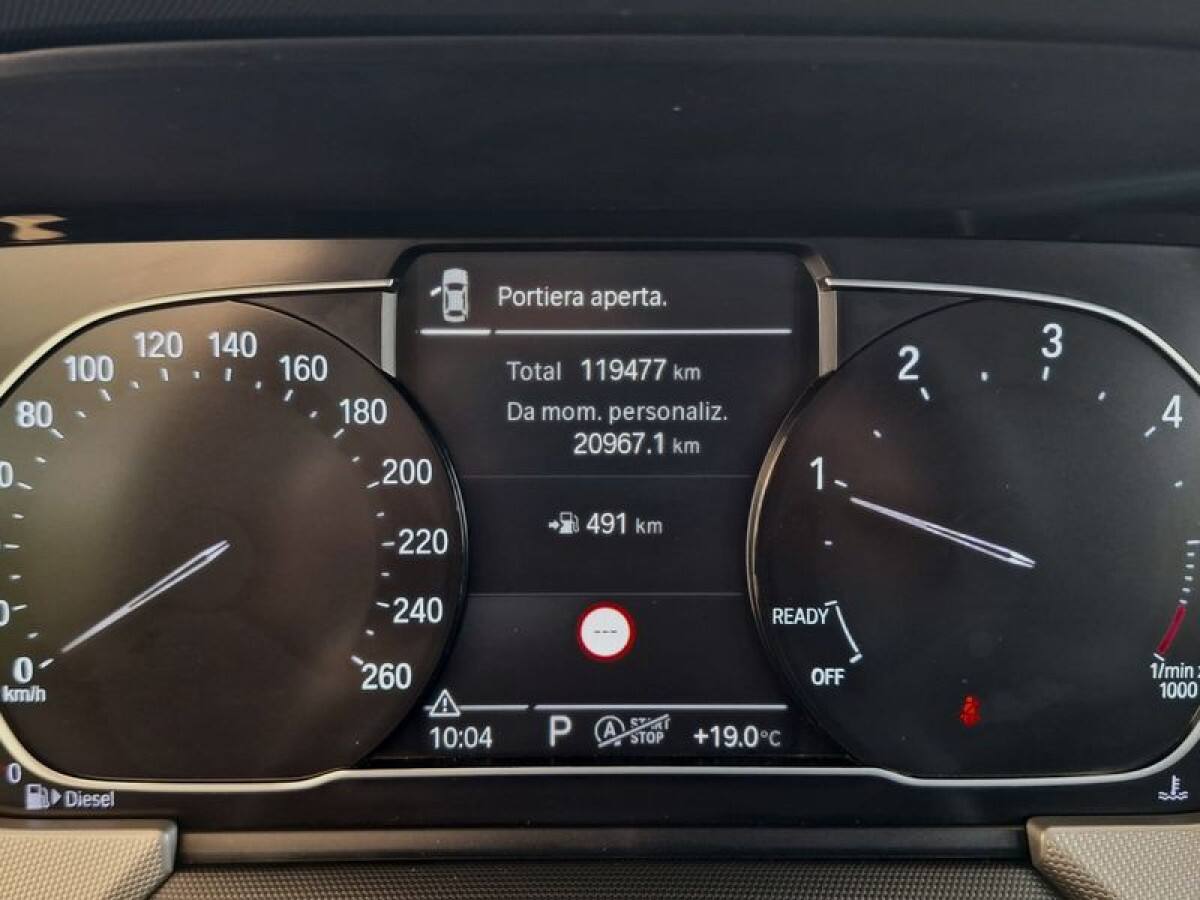 Portiera aperta.
Total 119477 km
Da mom. personaliz.
20967.1 km
491 km
---
10:04 P A START STOP +19.0°C
0
80
100
120
140
160
180
200
220
240
260
km/h
0
Diesel
1
2
3
4
READY
OFF
1/min
1000